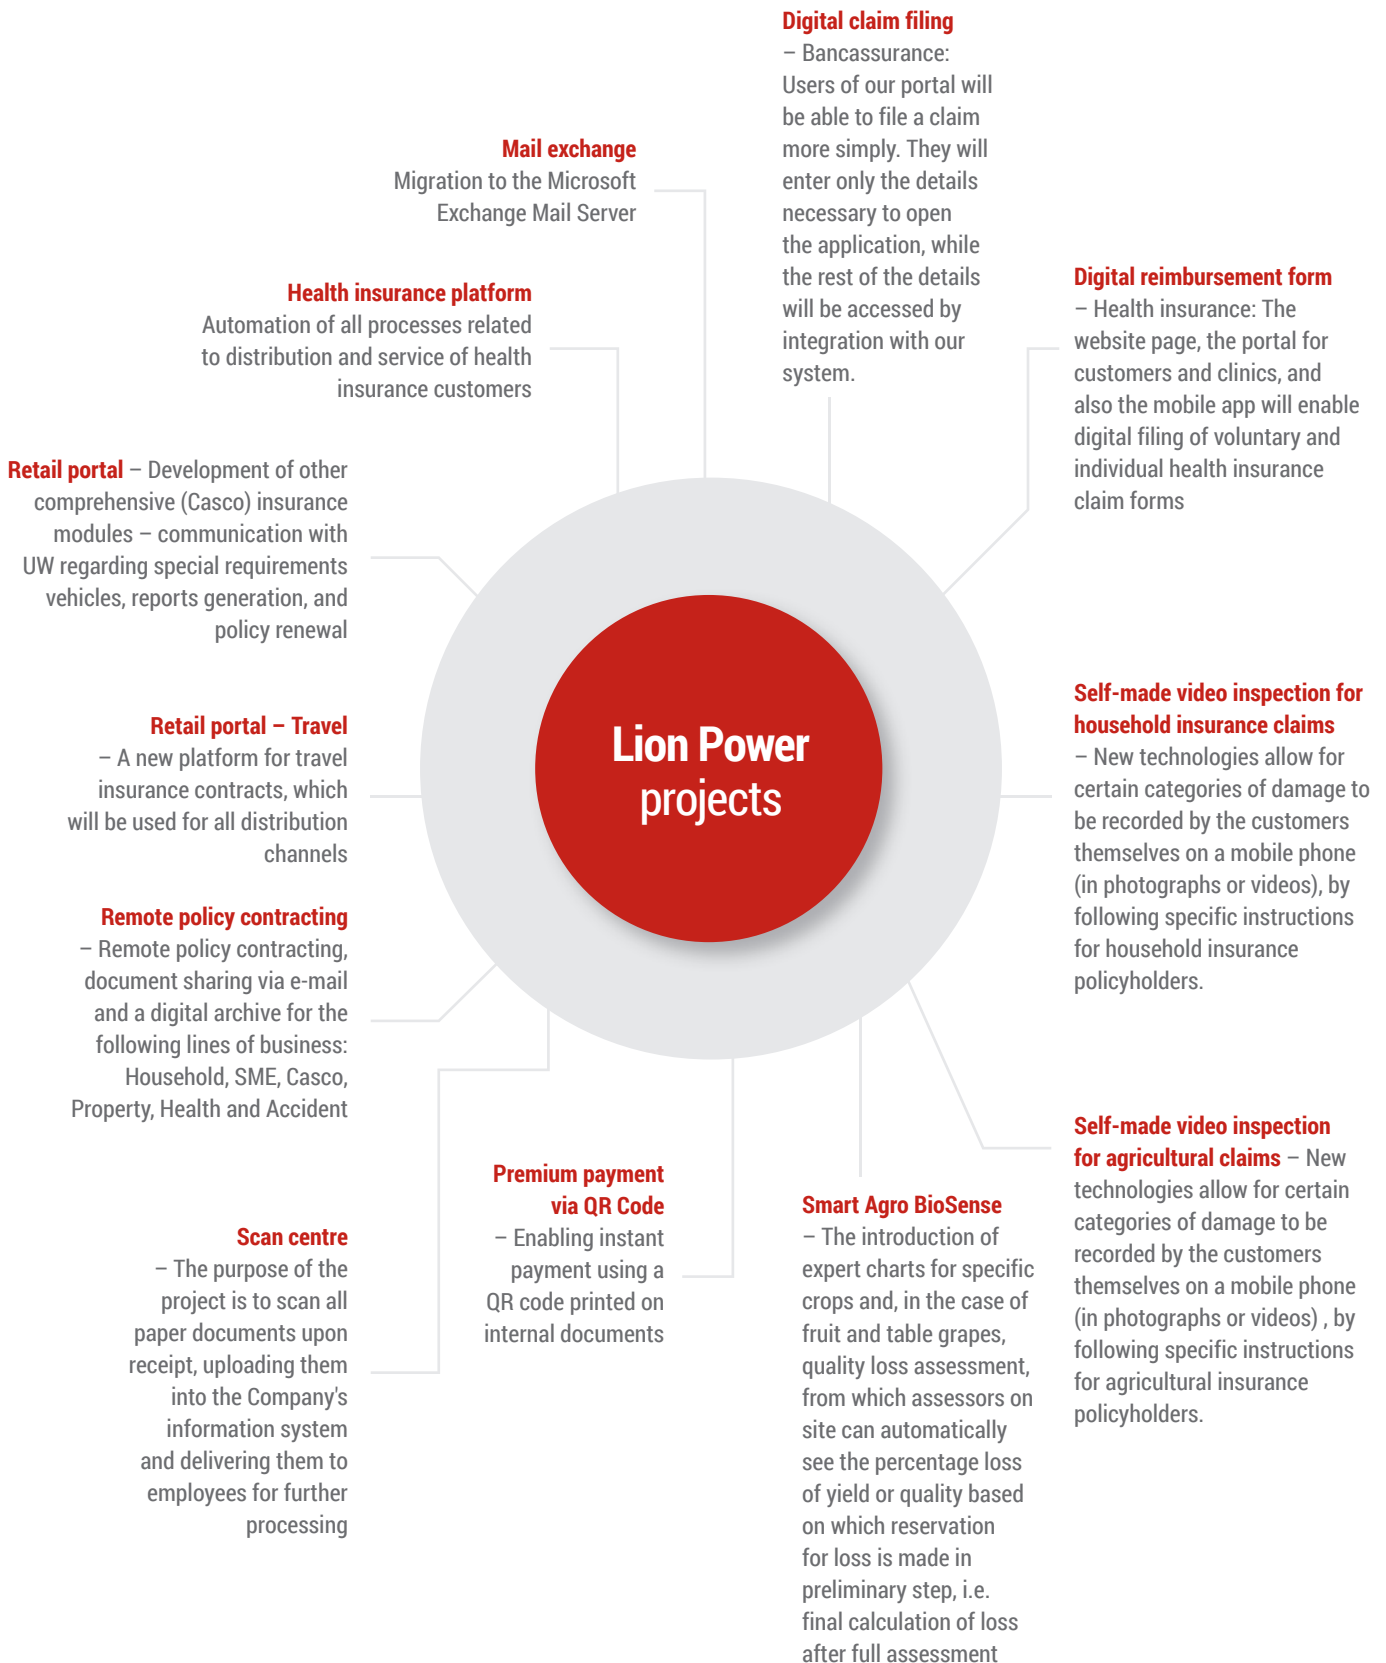 Digital claim filing
– Bancassurance:
Users of our portal will
be able to file a claim
more simply. They will
enter only the details
necessary to open
the application, while
the rest of the details
will be accessed by
integration with our
system.
Mail exchange
Migration to the Microsoft
Exchange Mail Server
Health insurance platform
Automation of all processes related
to distribution and service of health
insurance customers
Digital reimbursement form
– Health insurance: The
website page, the portal for
customers and clinics, and
also the mobile app will enable
digital filing of voluntary and
individual health insurance
claim forms
Retail portal – Development of other
comprehensive (Casco) insurance
modules – communication with
UW regarding special requirements
vehicles, reports generation, and
policy renewal
Lion Power
projects
Retail portal – Travel
– A new platform for travel
insurance contracts, which
will be used for all distribution
channels
Self-made video inspection for
household insurance claims
– New technologies allow for
certain categories of damage to
be recorded by the customers
themselves on a mobile phone
(in photographs or videos), by
following specific instructions
for household insurance
policyholders.
Remote policy contracting
– Remote policy contracting,
document sharing via e-mail
and a digital archive for the
following lines of business:
Household, SME, Casco,
Property, Health and Accident
Scan centre
– The purpose of the
project is to scan all
paper documents upon
receipt, uploading them
into the Company's
information system
and delivering them to
employees for further
processing
Premium payment
via QR Code
– Enabling instant
payment using a
QR code printed on
internal documents
Smart Agro BioSense
– The introduction of
expert charts for specific
crops and, in the case of
fruit and table grapes,
quality loss assessment,
from which assessors on
site can automatically
see the percentage loss
of yield or quality based
on which reservation
for loss is made in
preliminary step, i.e.
final calculation of loss
after full assessment
Self-made video inspection
for agricultural claims – New
technologies allow for certain
categories of damage to be
recorded by the customers
themselves on a mobile phone
(in photographs or videos) , by
following specific instructions
for agricultural insurance
policyholders.